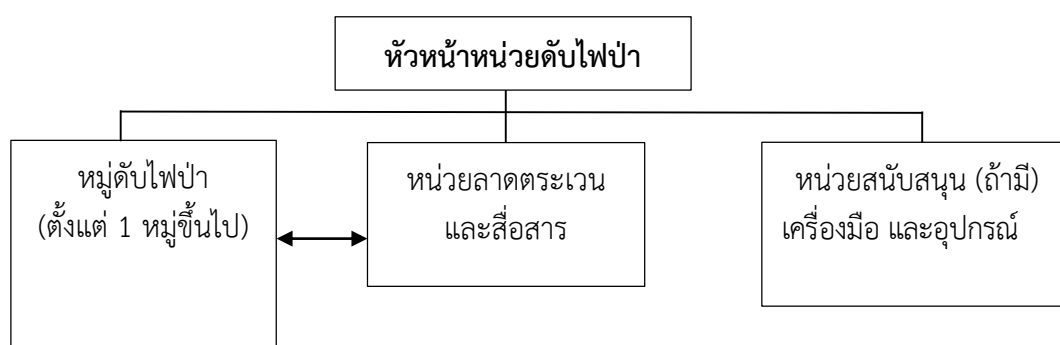 หัวหน้าหน่วยดับไฟป่า
หมู่ดับไฟป่า
(ตั้งแต่ 1 หมู่ขึ้นไป)
หน่วยลาดตระเวน
และสื่อสาร
หน่วยสนับสนุน (ถ้ามี)
เครื่องมือ และอุปกรณ์